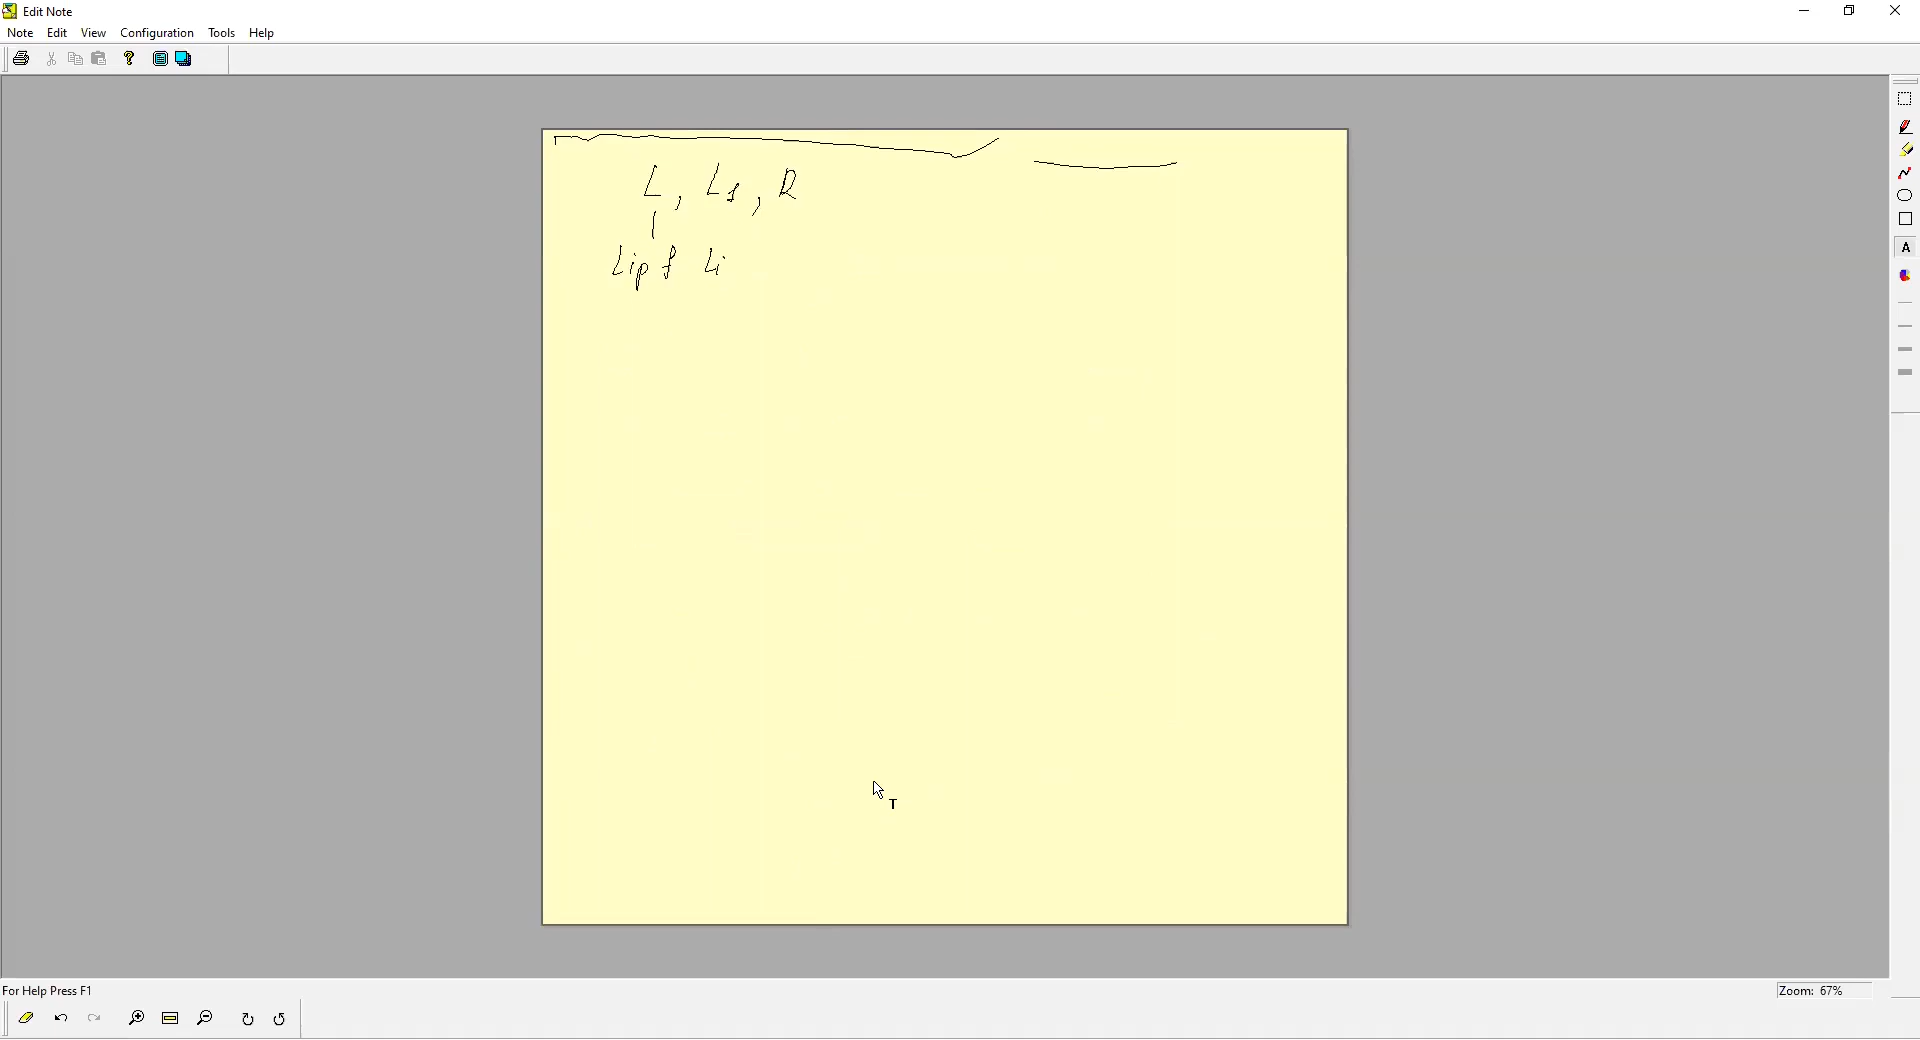 Edit Note
Note Edit View Configuration Tools Help
L, L1, R
Lip f Li
A
T
For Help Press F1
Zoom: 67%